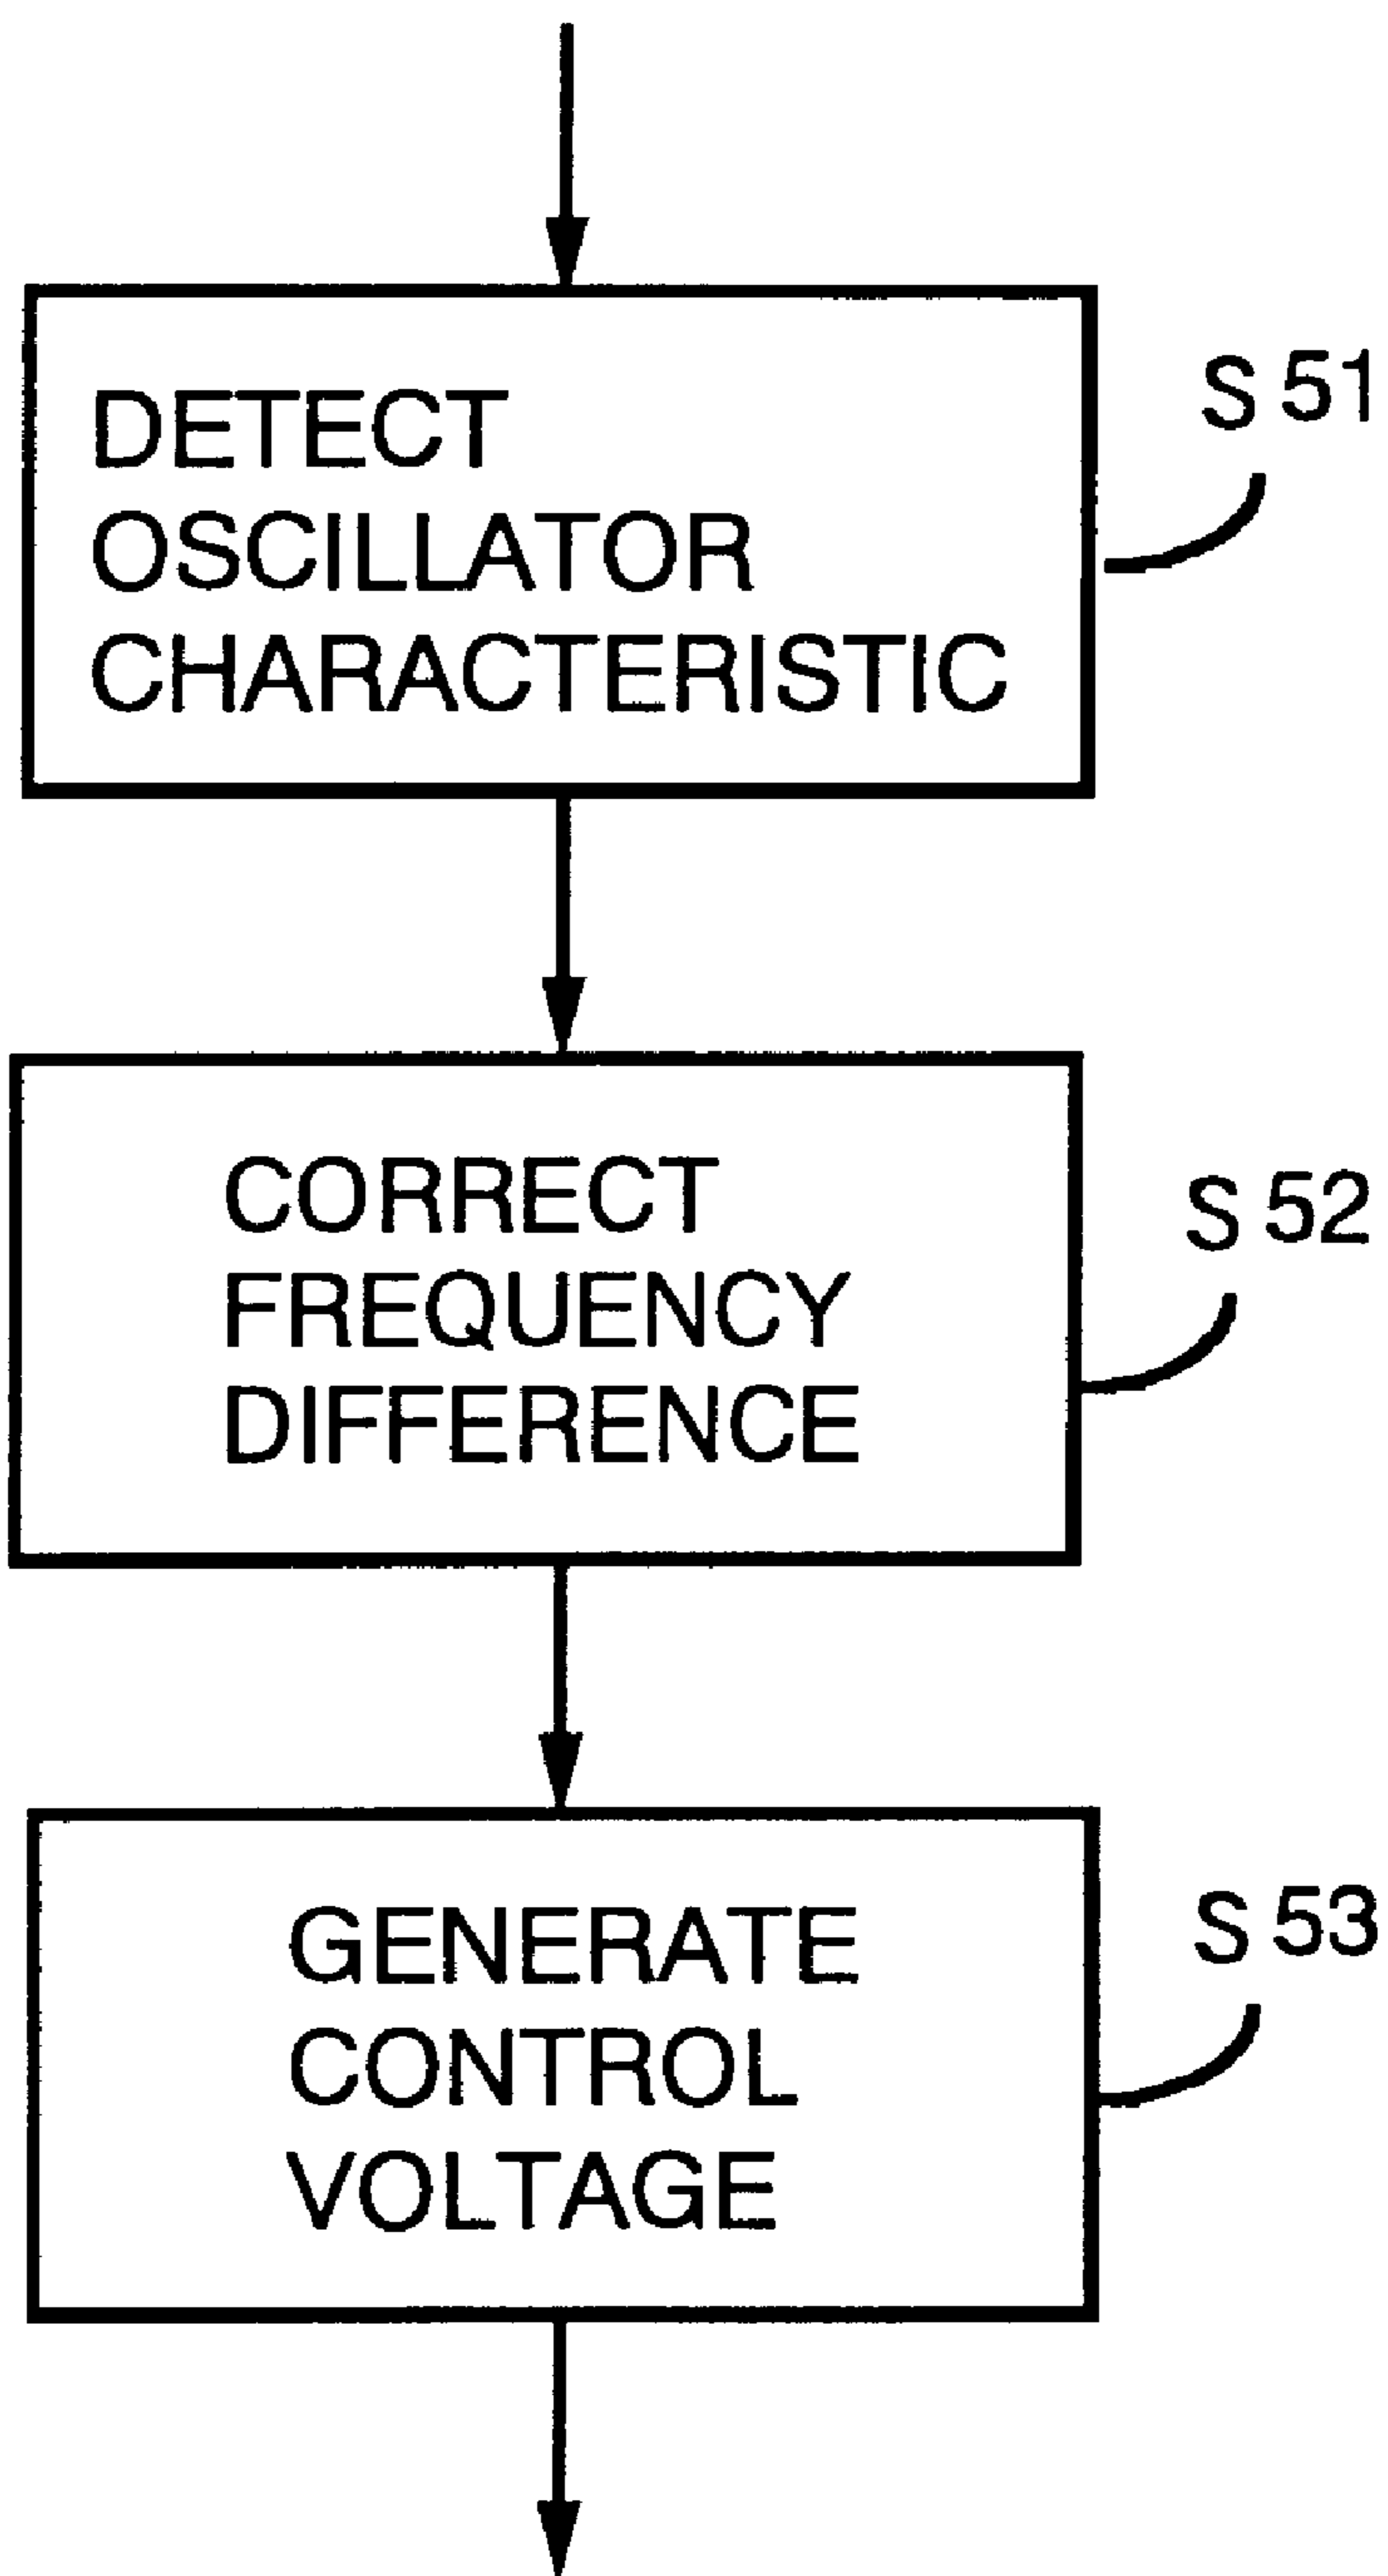 DETECT
OSCILLATOR
CHARACTERISTIC
S 51
CORRECT
FREQUENCY
DIFFERENCE
S 52
GENERATE
CONTROL
VOLTAGE
S 53